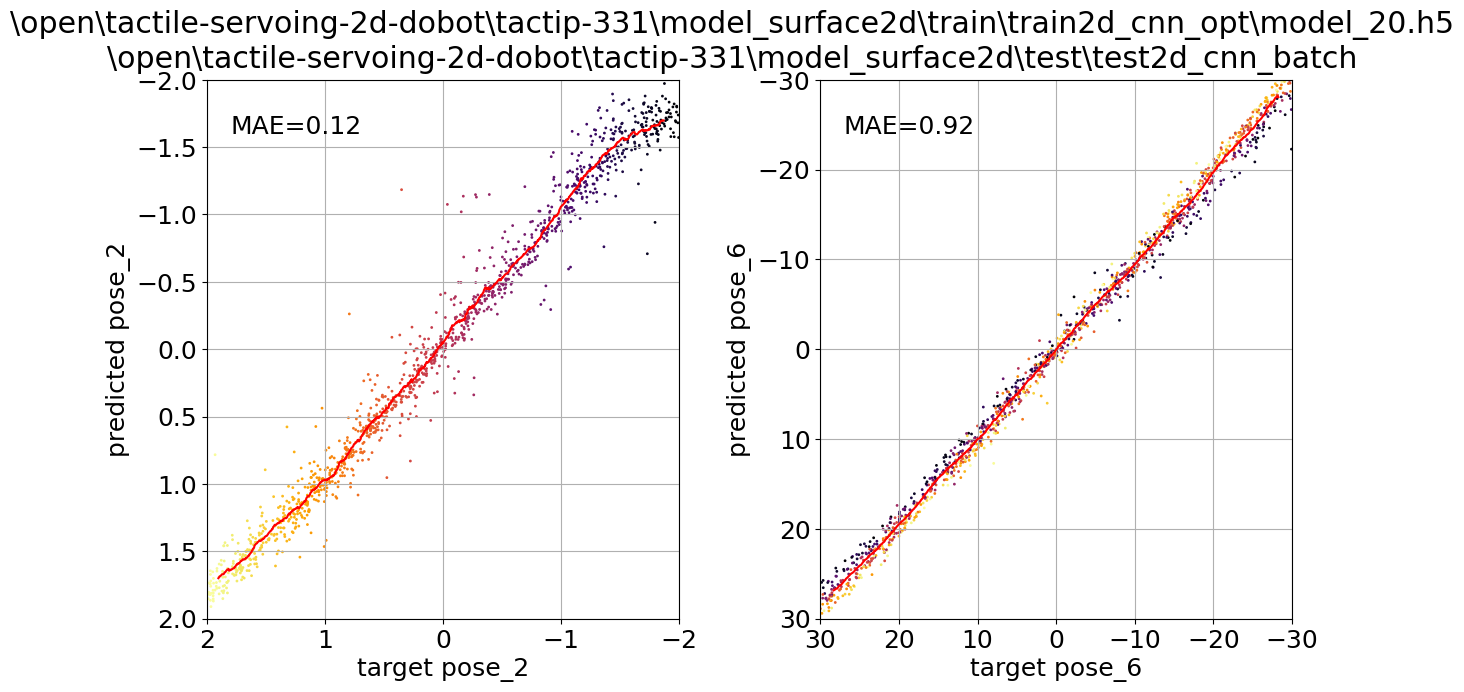 \open\tactile-servoing-2d-dobot\tactip-331\model_surface2d\train\train2d_cnn_opt\model_20.h5
\open\tactile-servoing-2d-dobot\tactip-331\model_surface2d\test\test2d_cnn_batch
MAE=0.12
predicted pose_2
−2.0
−1.5
−1.0
−0.5
0.0
0.5
1.0
1.5
2.0
2 1 0 −1 −2
target pose_2
MAE=0.92
predicted pose_6
−30
−20
−10
0
10
20
30
30 20 10 0 −10 −20 −30
target pose_6